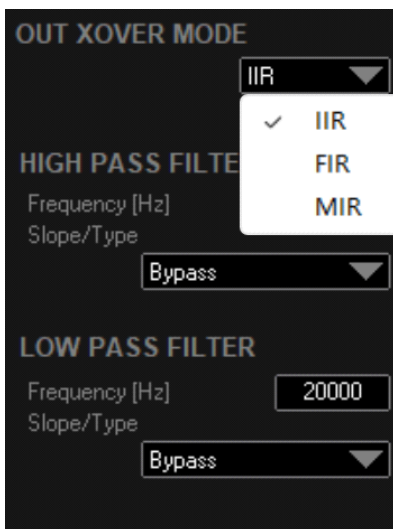 OUT XOVER MODE
IIR
IIR
HIGH PASS FILTE
FIR
Frequency [Hz]
MIR
Slope/Type
Bypass
LOW PASS FILTER
Frequency [Hz] 20000
Slope/Type
Bypass